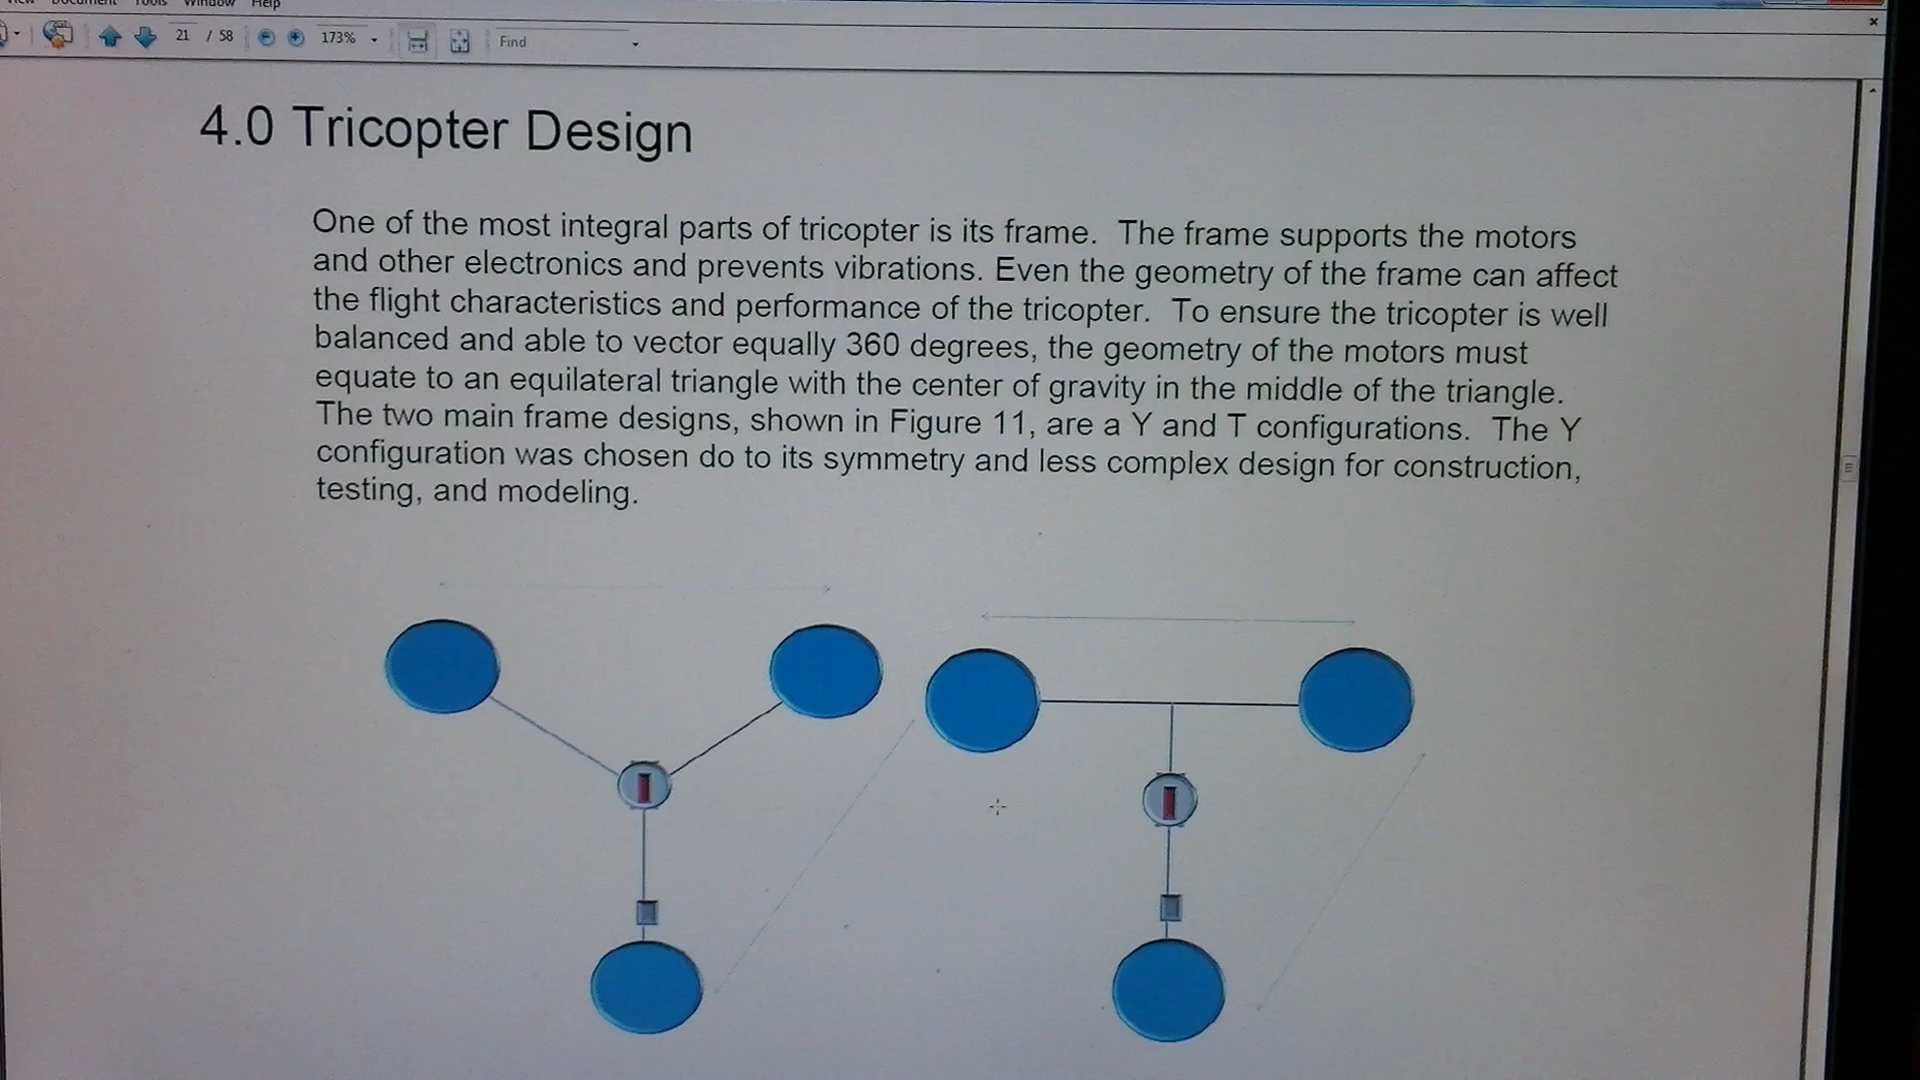 Document Tools Window Help
21 / 58 173% Find
4.0 Tricopter Design
One of the most integral parts of tricopter is its frame. The frame supports the motors
and other electronics and prevents vibrations. Even the geometry of the frame can affect
the flight characteristics and performance of the tricopter. To ensure the tricopter is well
balanced and able to vector equally 360 degrees, the geometry of the motors must
equate to an equilateral triangle with the center of gravity in the middle of the triangle.
The two main frame designs, shown in Figure 11, are a Y and T configurations. The Y
configuration was chosen do to its symmetry and less complex design for construction,
testing, and modeling.